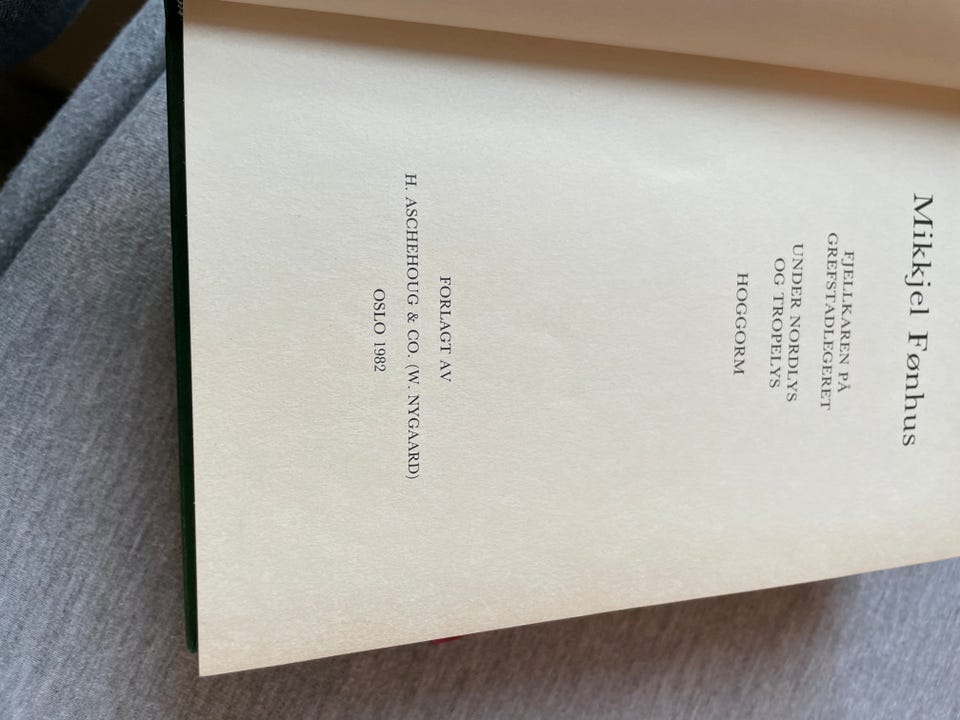 Mikkjel Fønhus
FJELLKAREN PÅ
GREFSTADLEGERET
UNDER NORDLYS
OG TROPELYS
HOGGORM
FORLAGT AV
H. ASCHEHOUG & CO. (W. NYGAARD)
OSLO 1982